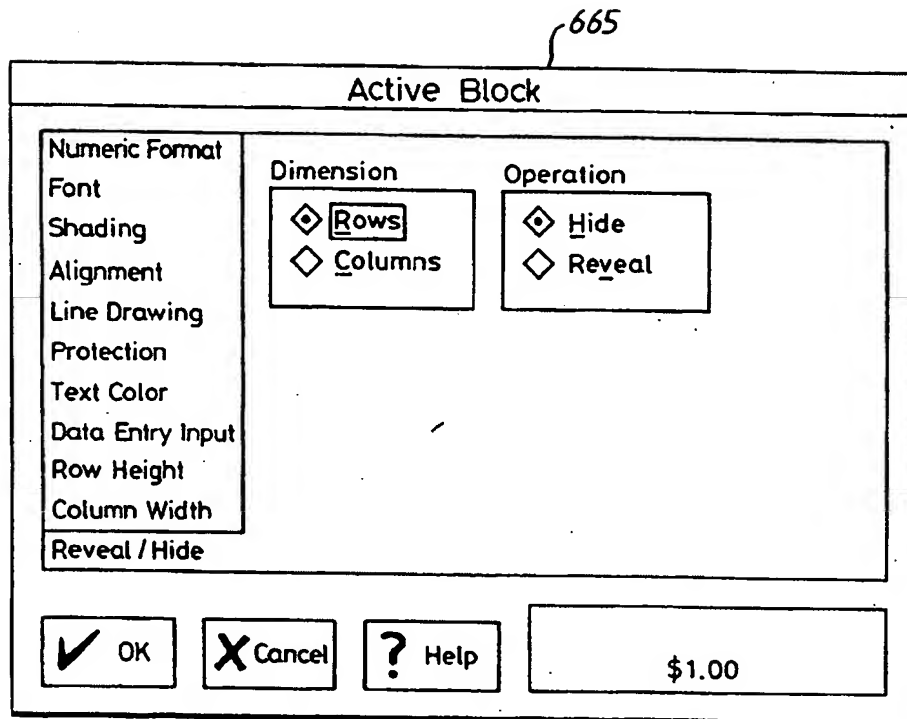 665
Active Block
Numeric Format
Font
Shading
Alignment
Line Drawing
Protection
Text Color
Data Entry Input
Row Height
Column Width
Reveal / Hide
Dimension
Rows
Columns
Operation
Hide
Reveal
OK
Cancel
? Help
$1.00